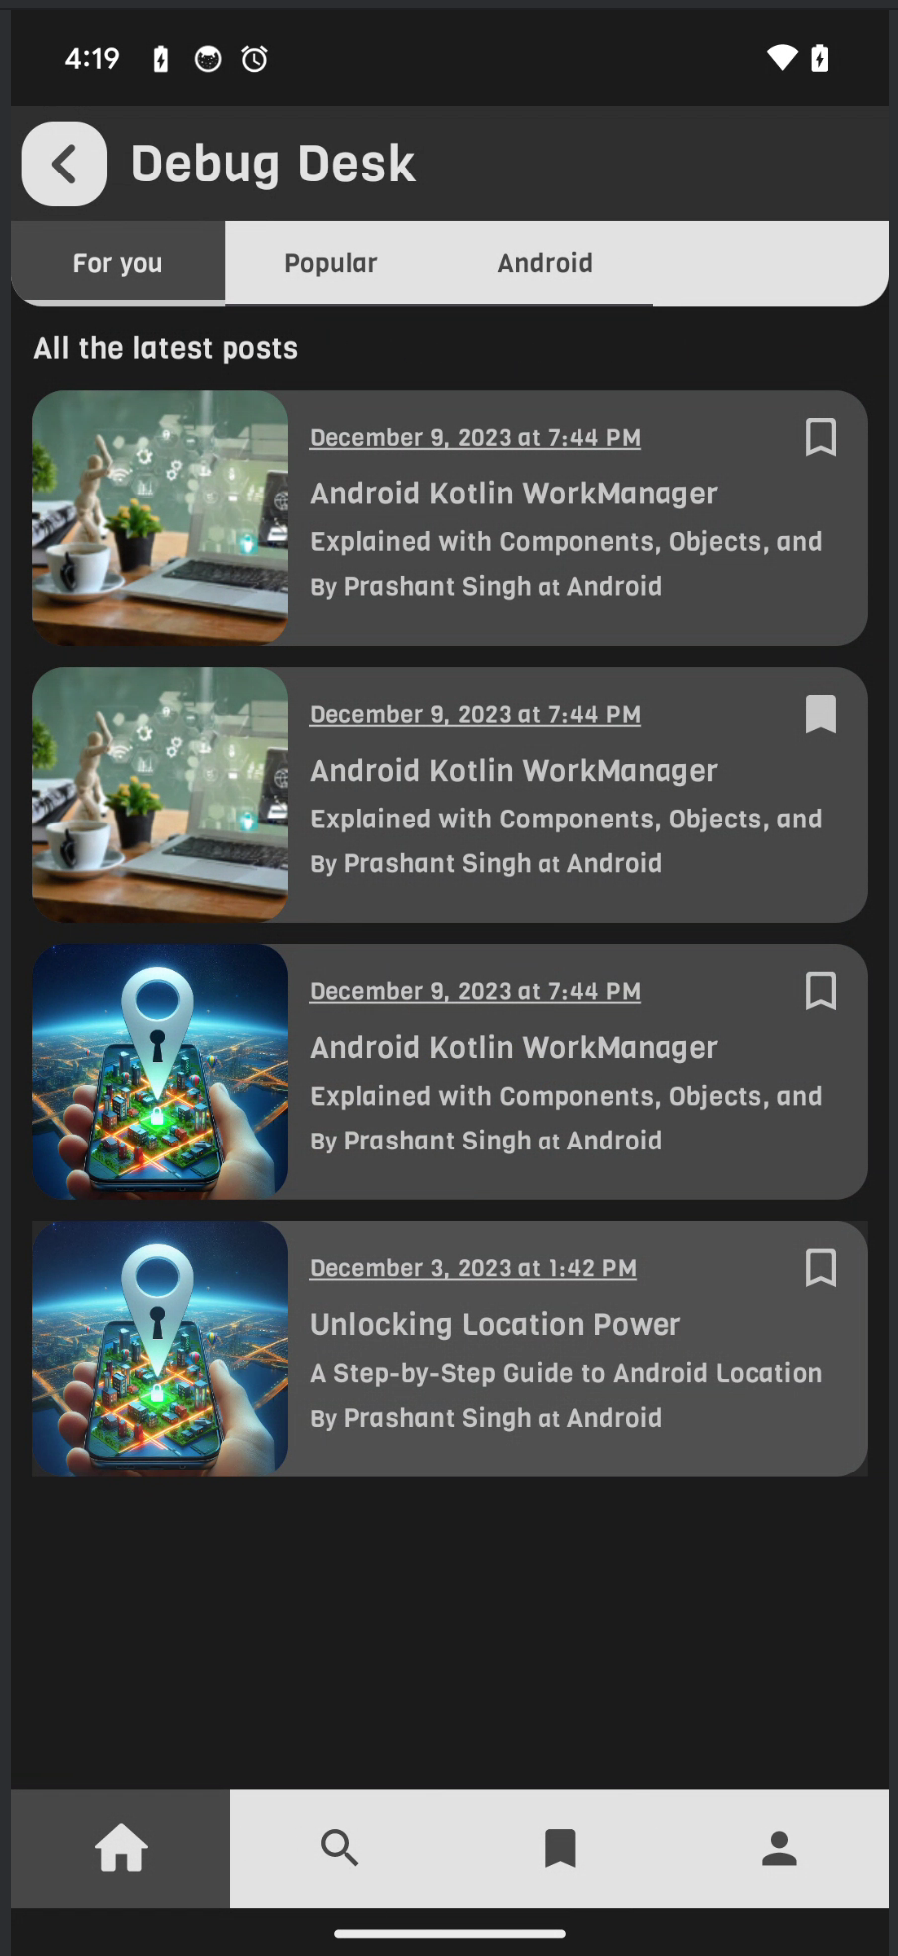 4:19
Debug Desk
For you
Popular
Android
All the latest posts
December 9, 2023 at 7:44 PM
Android Kotlin WorkManager
Explained with Components, Objects, and
By Prashant Singh at Android
December 9, 2023 at 7:44 PM
Android Kotlin WorkManager
Explained with Components, Objects, and
By Prashant Singh at Android
December 9, 2023 at 7:44 PM
Android Kotlin WorkManager
Explained with Components, Objects, and
By Prashant Singh at Android
December 3, 2023 at 1:42 PM
Unlocking Location Power
A Step-by-Step Guide to Android Location
By Prashant Singh at Android